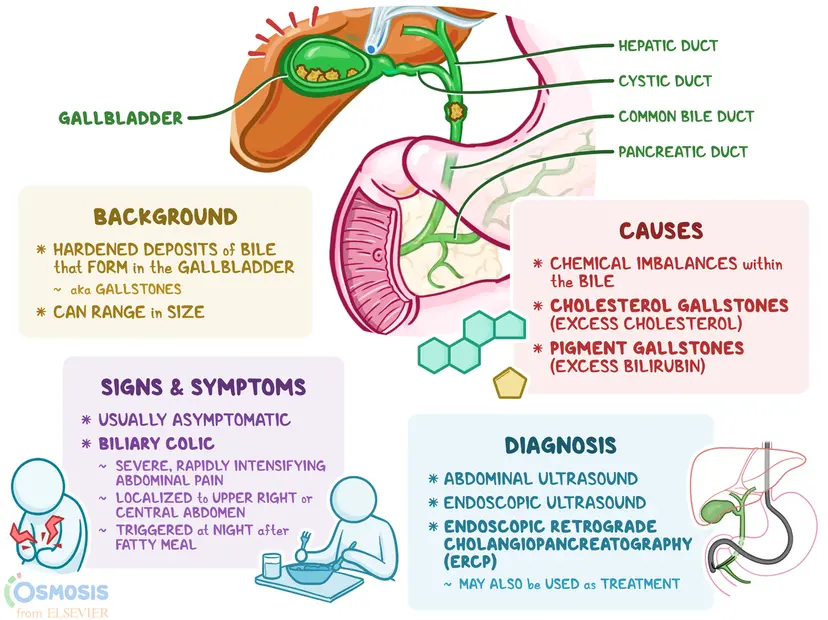 HEPATIC DUCT
CYSTIC DUCT
GALLBLADDER
COMMON BILE DUCT
PANCREATIC DUCT
BACKGROUND
* HARDENED DEPOSITS of BILE
that FORM in the GALLBLADDER
~ aka GALLSTONES
* CAN RANGE in SIZE
CAUSES
* CHEMICAL IMBALANCES within
the BILE
* CHOLESTEROL GALLSTONES
(EXCESS CHOLESTEROL)
* PIGMENT GALLSTONES
(EXCESS BILIRUBIN)
SIGNS & SYMPTOMS
* USUALLY ASYMPTOMATIC
* BILIARY COLIC
~ SEVERE, RAPIDLY INTENSIFYING
ABDOMINAL PAIN
~ LOCALIZED to UPPER RIGHT or
CENTRAL ABDOMEN
~ TRIGGERED at NIGHT after
FATTY MEAL
DIAGNOSIS
* ABDOMINAL ULTRASOUND
* ENDOSCOPIC ULTRASOUND
* ENDOSCOPIC RETROGRADE
CHOLANGIOPANCREATOGRAPHY
(ERCP)
~ MAY ALSO be USED as TREATMENT
OSMOSIS
from ELSEVIER